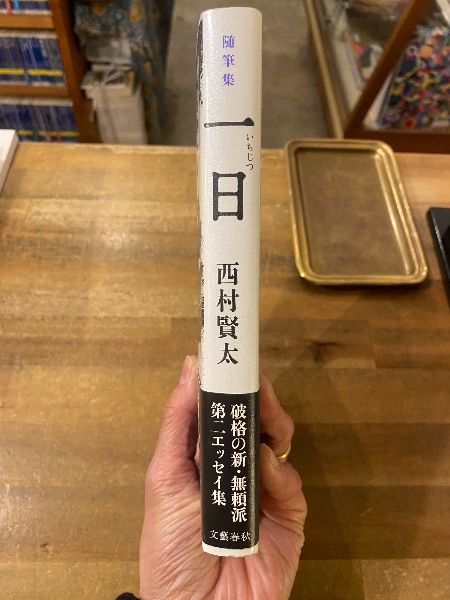 随筆集
一日
いちじつ
西村賢太
破格の新・無頼派
第二エッセイ集
文藝春秋